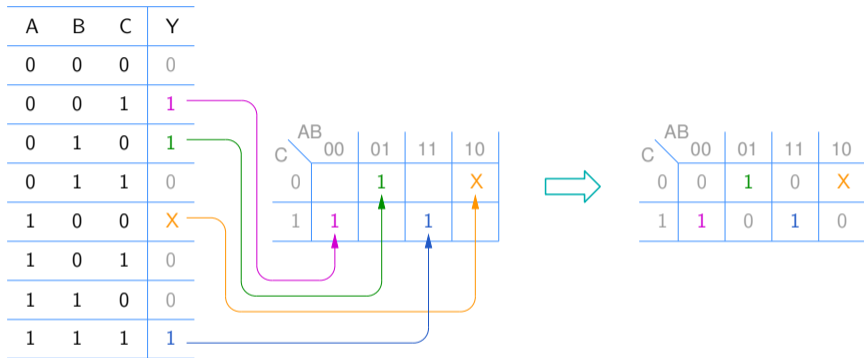 A B C Y
0 0 0 0
0 0 1 1
0 1 0 1
0 1 1 0
1 0 0 X
1 0 1 0
1 1 0 0
1 1 1 1
AB
C 00 01 11 10
0 1 X
1 1 1
AB
C 00 01 11 10
0 0 1 0 X
1 1 0 1 0